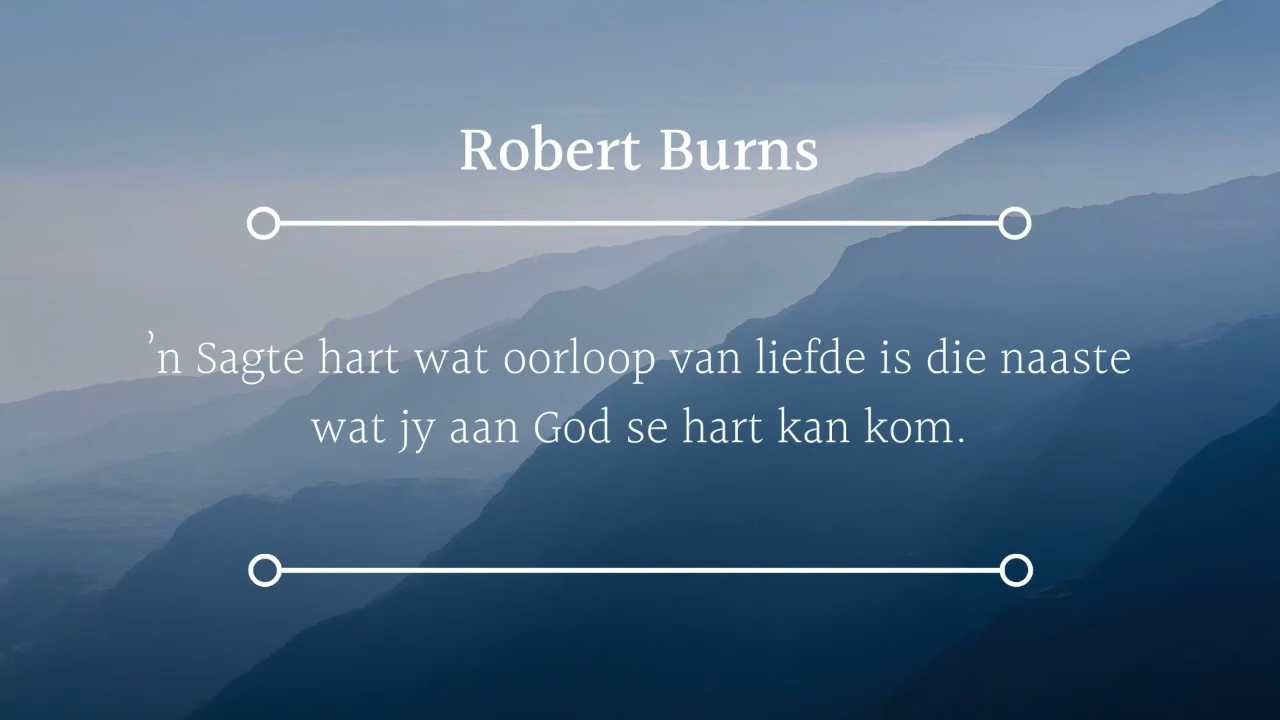 Robert Burns
’n Sagte hart wat oorloop van liefde is die naaste
wat jy aan God se hart kan kom.